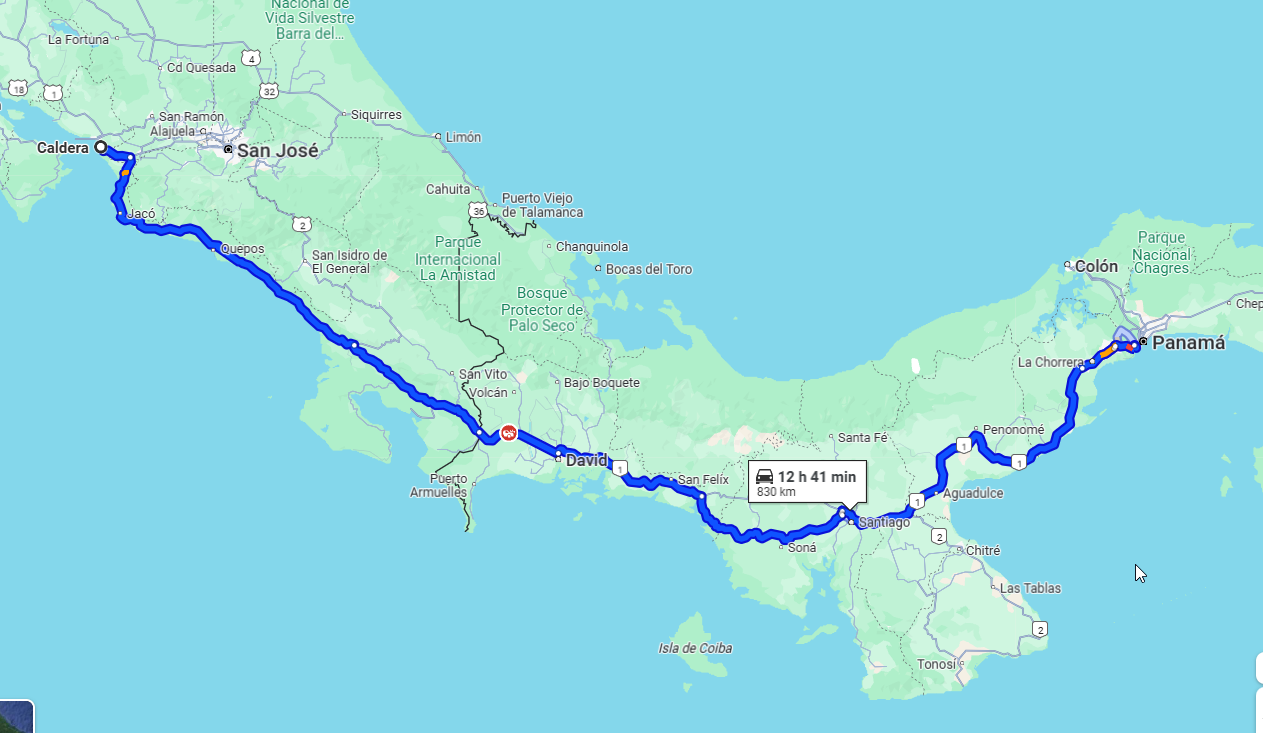 Nacional de
Vida Silvestre
Barra del...
La Fortuna
4
Cd Quesada
18
1
32
San Ramón
Siquirres
Alajuela
Limón
Caldera
San José
Cahuita
Puerto Viejo
de Talamanca
36
Jacó
2
Parque
Internacional
La Amistad
Changuinola
Quepos
San Isidro de
El General
Bocas del Toro
Parque
Nacional
Chagres
Colón
Bosque
Protector de
Palo Seco
Chep
Panamá
La Chorrera
San Vito
Volcán
Bajo Boquete
Santa Fé
Penonomé
1
1
David
1
12 h 41 min
830 km
San Felix
Puerto
Armuelles
Aguadulce
1
Santiago
2
Soná
Chitré
Las Tablas
2
Isla de Coiba
Tonosí